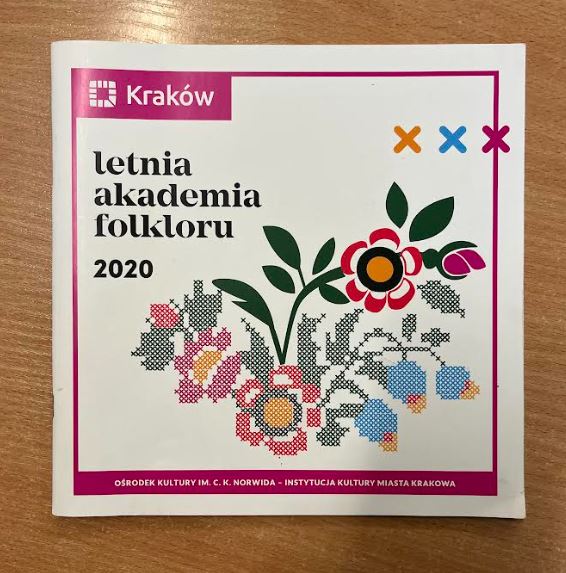 Kraków
letnia
akademia
folkloru
2020
OŚRODEK KULTURY IM. C. K. NORWIDA – INSTYTUCJA KULTURY MIASTA KRAKOWA